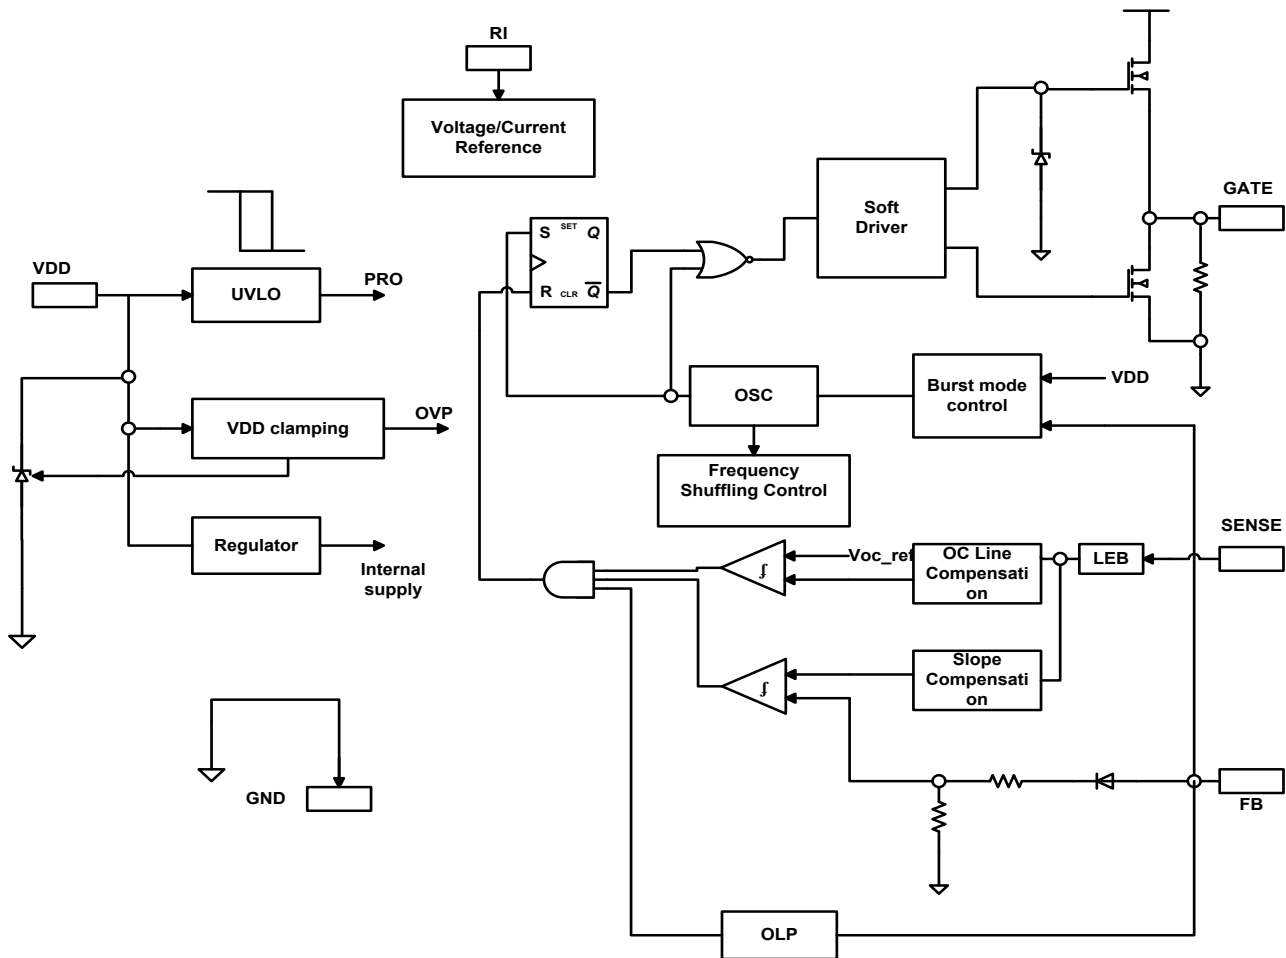 RI
Voltage/Current
Reference
GATE
Soft
Driver
S SET Q
R CLR Q
VDD
UVLO
PRO
VDD clamping
OVP
Regulator
Internal
supply
OSC
Burst mode
control
VDD
Frequency
Shuffling Control
SENSE
Voc_ref
OC Line
Compensati
on
LEB
Slope
Compensati
on
GND
FB
OLP